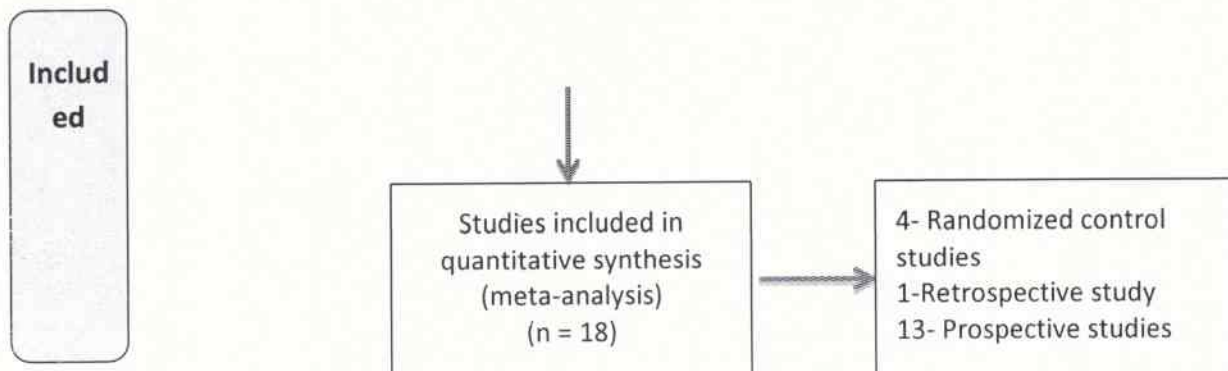 Includ
ed
Studies included in
quantitative synthesis
(meta-analysis)
(n = 18)
4- Randomized control
studies
1-Retrospective study
13- Prospective studies